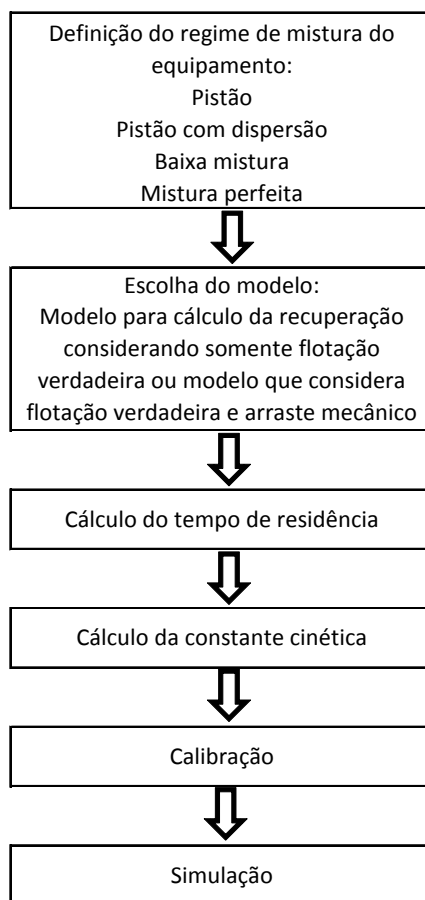 Definição do regime de mistura do
equipamento:
Pistão
Pistão com dispersão
Baixa mistura
Mistura perfeita
Escolha do modelo:
Modelo para cálculo da recuperação
considerando somente flotação
verdadeira ou modelo que considera
flotação verdadeira e arraste mecânico
Cálculo do tempo de residência
Cálculo da constante cinética
Calibração
Simulação